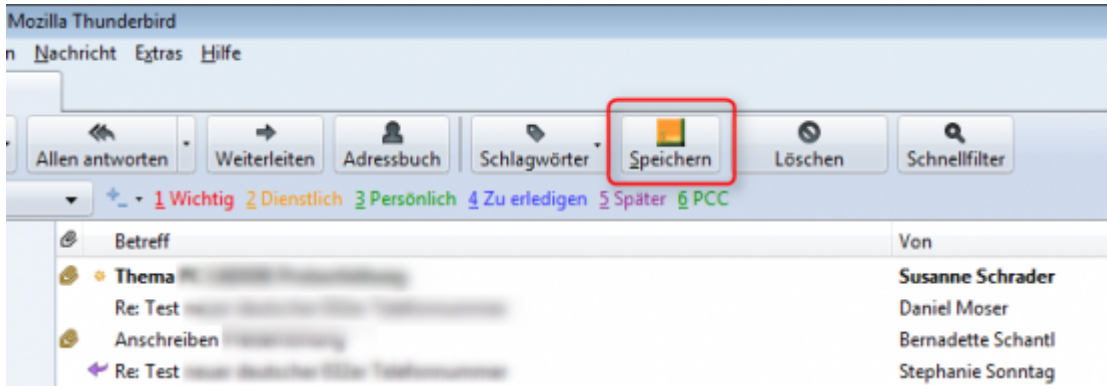 Mozilla Thunderbird
n Nachricht Extras Hilfe
Allen antworten Weiterleiten Adressbuch Schlagwörter Speichern Löschen Schnellfilter
1 Wichtig 2 Dienstlich 3 Persönlich 4 Zu erledigen 5 Später 6 PCC
Betreff Von
Thema Susanne Schrader
Re: Test Daniel Moser
Anschreiben Bernadette Schantl
Re: Test Stephanie Sonntag